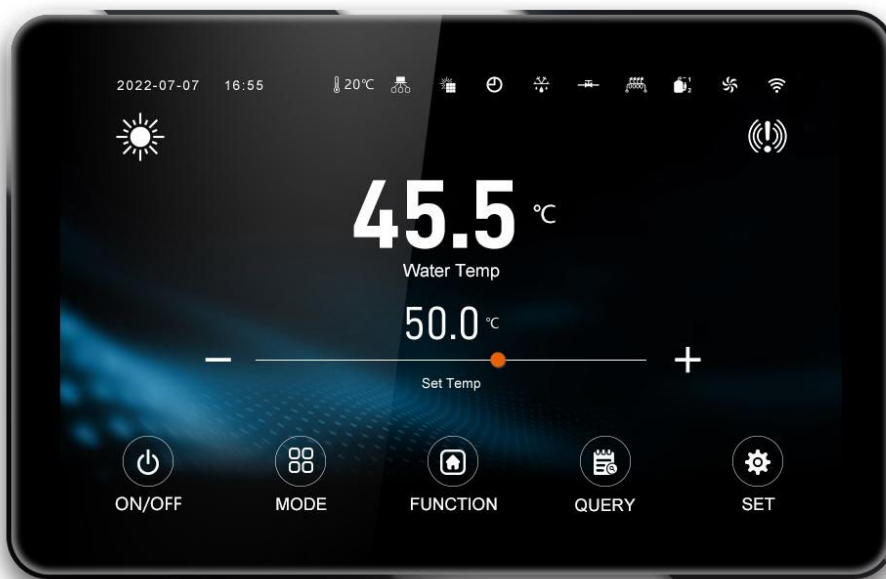 2022-07-07 16:55 20℃
45.5 ℃
Water Temp
50.0 ℃
Set Temp
ON/OFF MODE FUNCTION QUERY SET